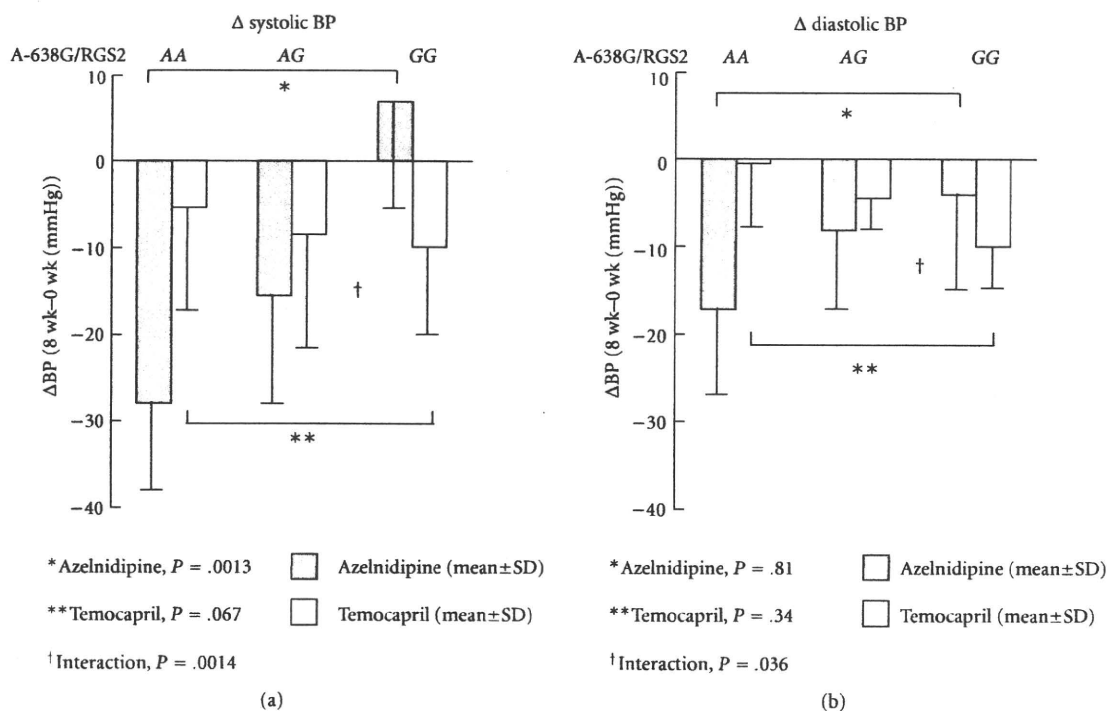 Δ systolic BP
A-638G/RGS2 AA AG GG
10
0
−10
−20
−30
−40
ΔBP (8 wk–0 wk (mmHg))
*
†
**
*Azelnidipine, P = .0013
Azelnidipine (mean±SD)
**Temocapril, P = .067
Temocapril (mean±SD)
†Interaction, P = .0014
(a)
Δ diastolic BP
A-638G/RGS2 AA AG GG
10
0
−10
−20
−30
−40
ΔBP (8 wk–0 wk (mmHg))
*
†
**
*Azelnidipine, P = .81
Azelnidipine (mean±SD)
**Temocapril, P = .34
Temocapril (mean±SD)
†Interaction, P = .036
(b)